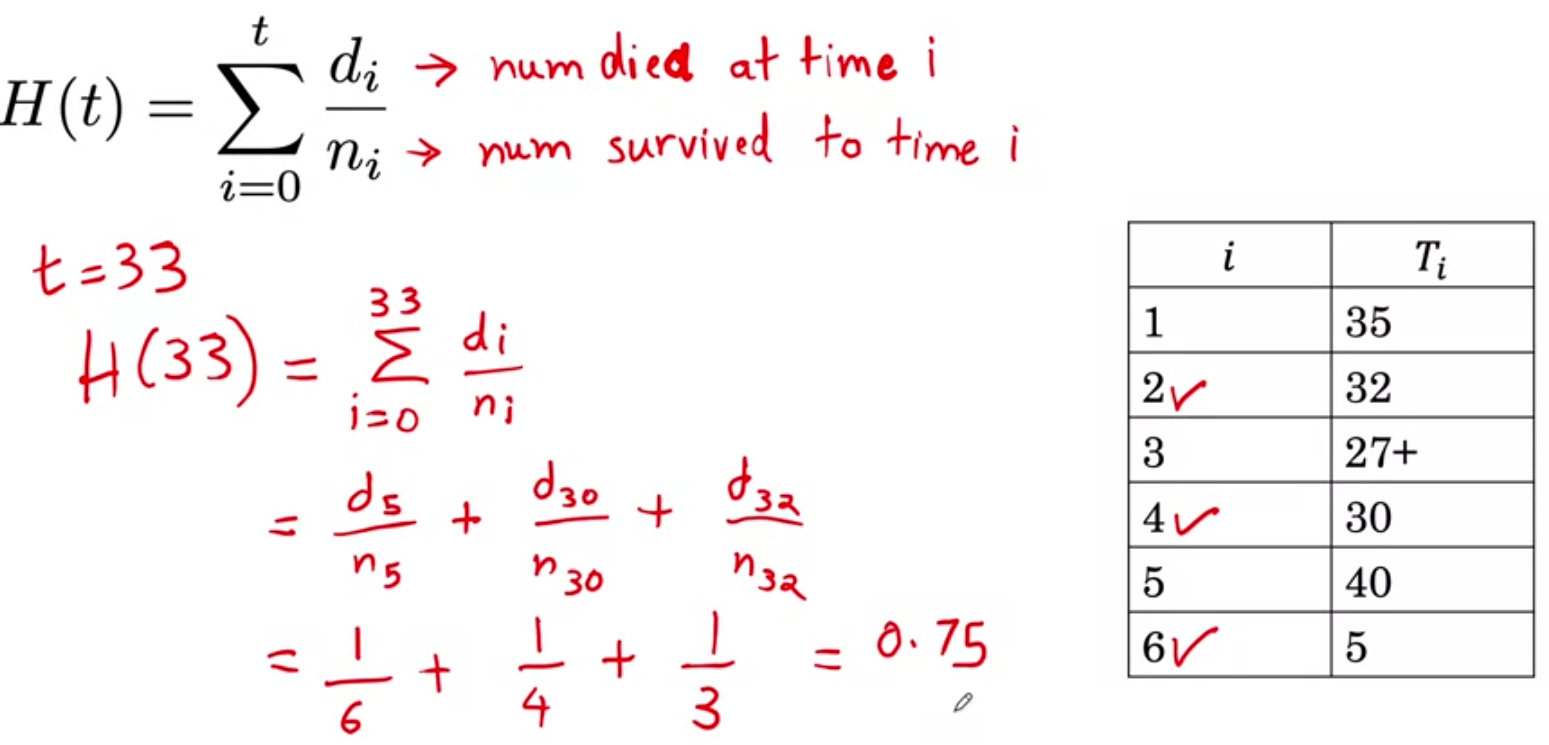 H(t) = \sum_{i=0}^{t} \frac{d_i}{n_i}
→ num died at time i
→ num survived to time i
t=33
H(33) = \sum_{i=0}^{33} \frac{d_i}{n_i}
= \frac{d_5}{n_5} + \frac{d_{30}}{n_{30}} + \frac{d_{32}}{n_{32}}
= \frac{1}{6} + \frac{1}{4} + \frac{1}{3} = 0.75
i T_i
1 35
2✓ 32
3 27+
4✓ 30
5 40
6✓ 5